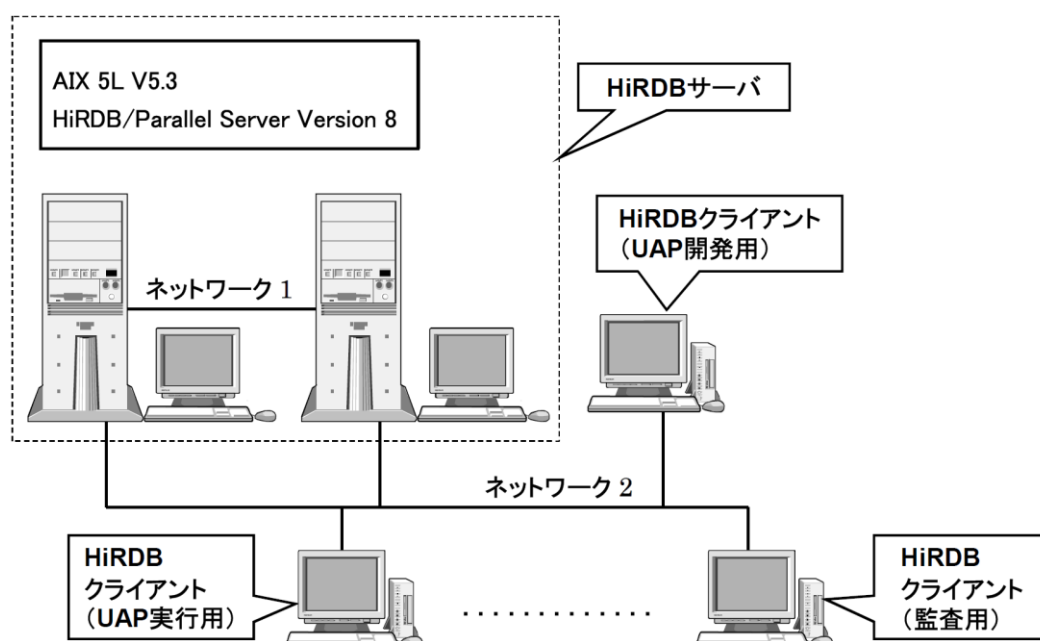 AIX 5L V5.3
HiRDB/Parallel Server Version 8
HiRDBサーバ
HiRDBクライアント
(UAP開発用)
ネットワーク 1
ネットワーク 2
HiRDB
クライアント
(UAP実行用)
HiRDB
クライアント
(監査用)